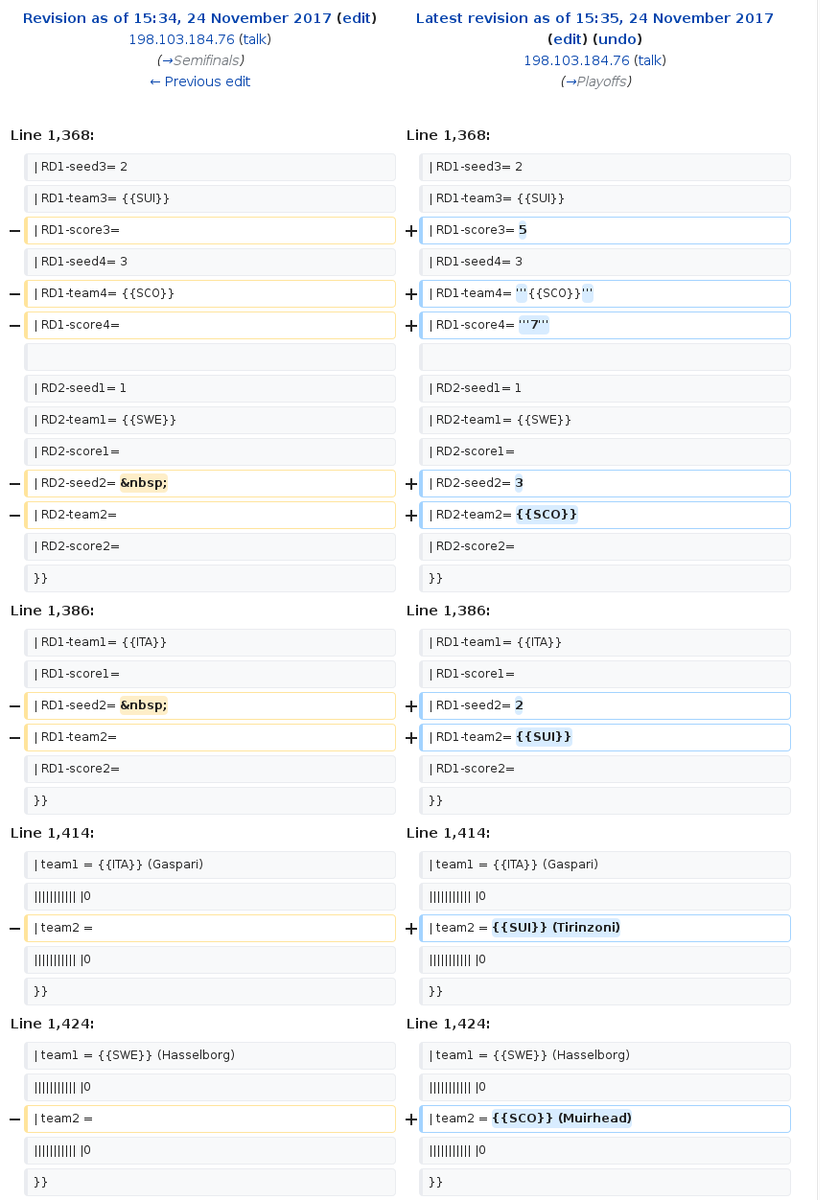 Revision as of 15:34, 24 November 2017 (edit)
198.103.184.76 (talk)
(→Semifinals)
← Previous edit
Latest revision as of 15:35, 24 November 2017
(edit) (undo)
198.103.184.76 (talk)
(→Playoffs)
Line 1,368:
Line 1,368:
| RD1-seed3= 2
| RD1-seed3= 2
| RD1-team3= {{SUI}}
| RD1-team3= {{SUI}}
− | RD1-score3=
+ | RD1-score3= 5
| RD1-seed4= 3
| RD1-seed4= 3
− | RD1-team4= {{SCO}}
+ | RD1-team4= '''{{SCO}}'''
− | RD1-score4=
+ | RD1-score4= '''7'''
| RD2-seed1= 1
| RD2-seed1= 1
| RD2-team1= {{SWE}}
| RD2-team1= {{SWE}}
| RD2-score1=
| RD2-score1=
− | RD2-seed2= &nbsp;
+ | RD2-seed2= 3
− | RD2-team2=
+ | RD2-team2= {{SCO}}
| RD2-score2=
| RD2-score2=
}}
}}
Line 1,386:
Line 1,386:
| RD1-team1= {{ITA}}
| RD1-team1= {{ITA}}
| RD1-score1=
| RD1-score1=
− | RD1-seed2= &nbsp;
+ | RD1-seed2= 2
− | RD1-team2=
+ | RD1-team2= {{SUI}}
| RD1-score2=
| RD1-score2=
}}
}}
Line 1,414:
Line 1,414:
| team1 = {{ITA}} (Gaspari)
| team1 = {{ITA}} (Gaspari)
||||||||||| |0
||||||||||| |0
− | team2 =
+ | team2 = {{SUI}} (Tirinzoni)
||||||||||| |0
||||||||||| |0
}}
}}
Line 1,424:
Line 1,424:
| team1 = {{SWE}} (Hasselborg)
| team1 = {{SWE}} (Hasselborg)
||||||||||| |0
||||||||||| |0
− | team2 =
+ | team2 = {{SCO}} (Muirhead)
||||||||||| |0
||||||||||| |0
}}
}}